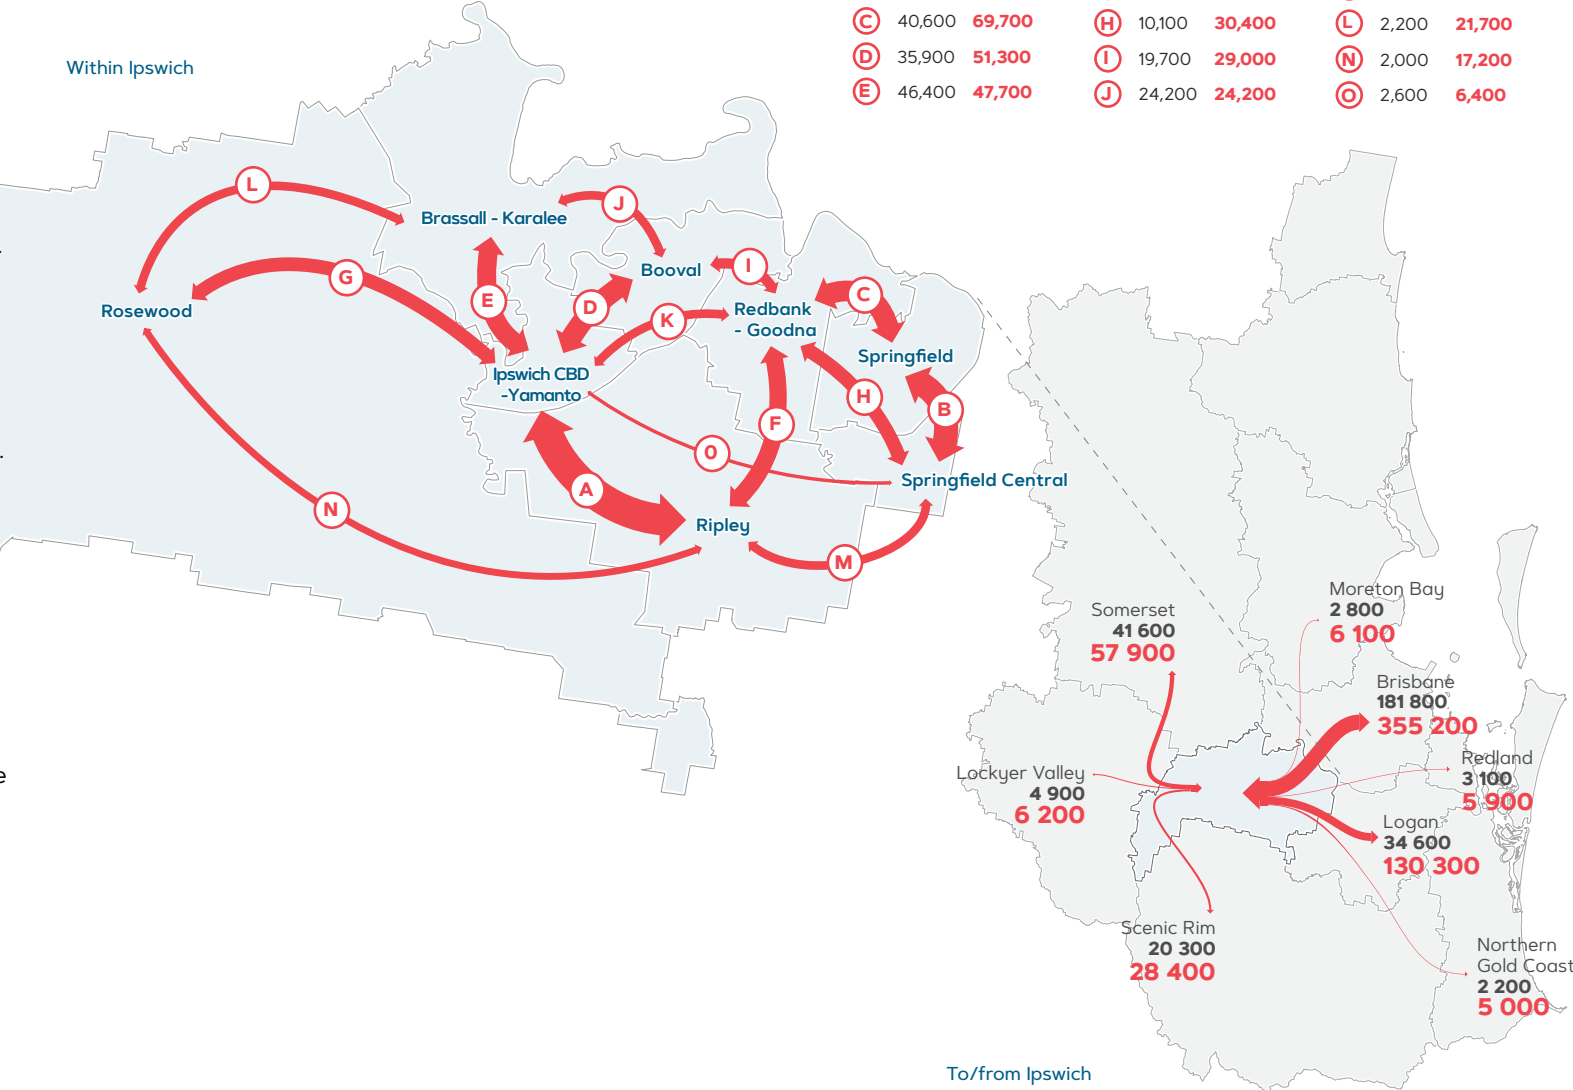 Within Ipswich
C 40,600 69,700
H 10,100 30,400
L 2,200 21,700
D 35,900 51,300
I 19,700 29,000
N 2,000 17,200
E 46,400 47,700
J 24,200 24,200
O 2,600 6,400
L
J
Brassall - Karalee
G
E
D
Booval
I
K
C
Rosewood
Redbank
- Goodna
Springfield
Ipswich CBD
-Yamanto
H
B
F
O
A
N
Springfield Central
Ripley
M
.
.
e
Somerset
41 600
57 900
Moreton Bay
2 800
6 100
Brisbane
181 800
355 200
Redland
3 100
5 900
Lockyer Valley
4 900
6 200
Logan
34 600
130 300
Scenic Rim
20 300
28 400
Northern
Gold Coast
2 200
5 000
To/from Ipswich